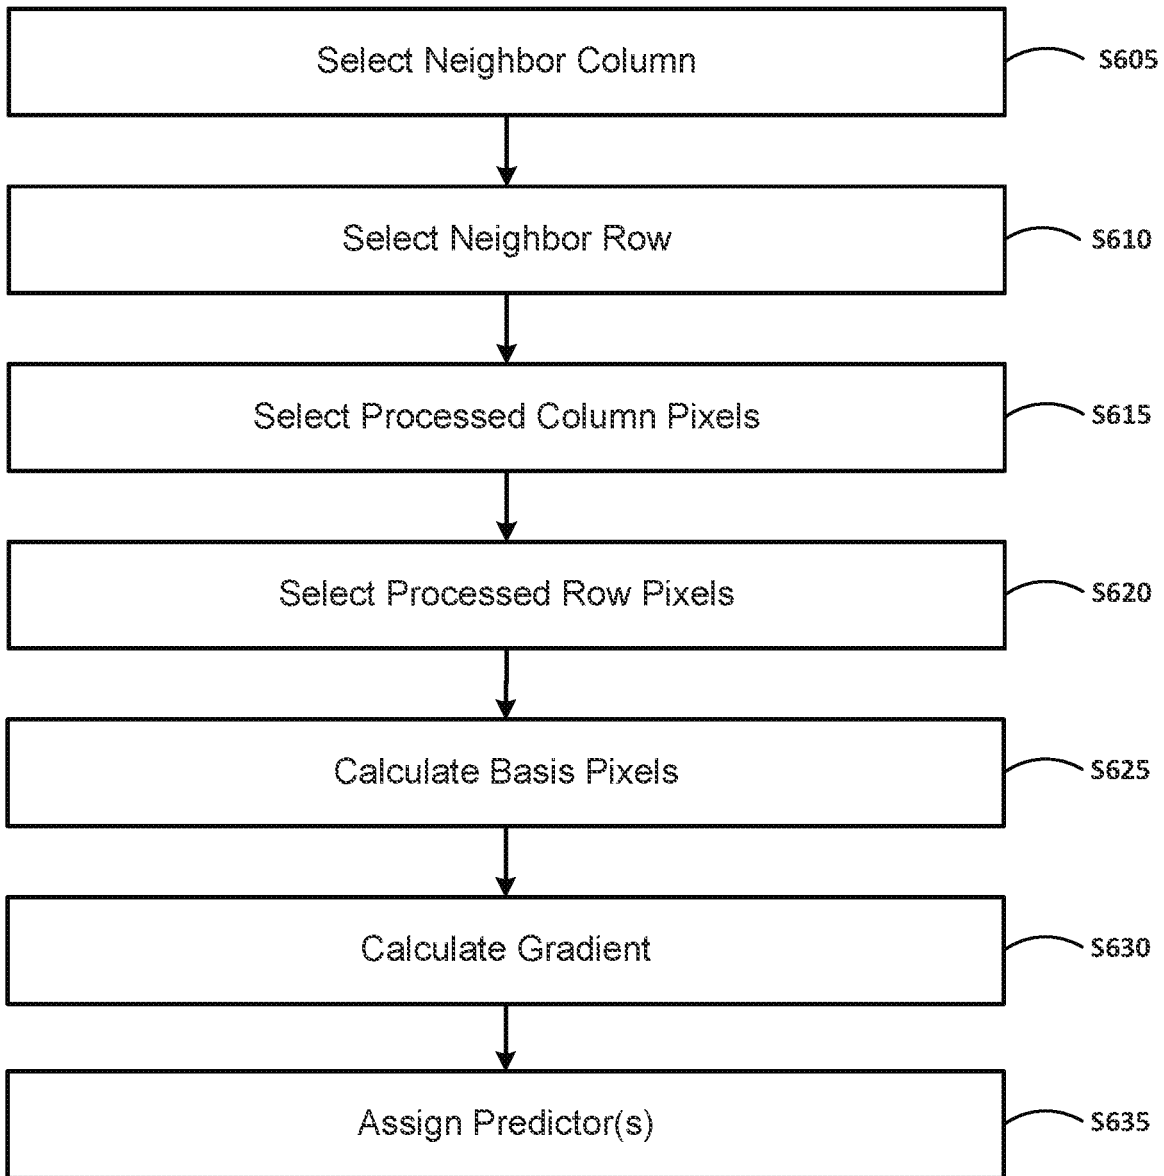 Select Neighbor Column
S605
Select Neighbor Row
S610
Select Processed Column Pixels
S615
Select Processed Row Pixels
S620
Calculate Basis Pixels
S625
Calculate Gradient
S630
Assign Predictor(s)
S635